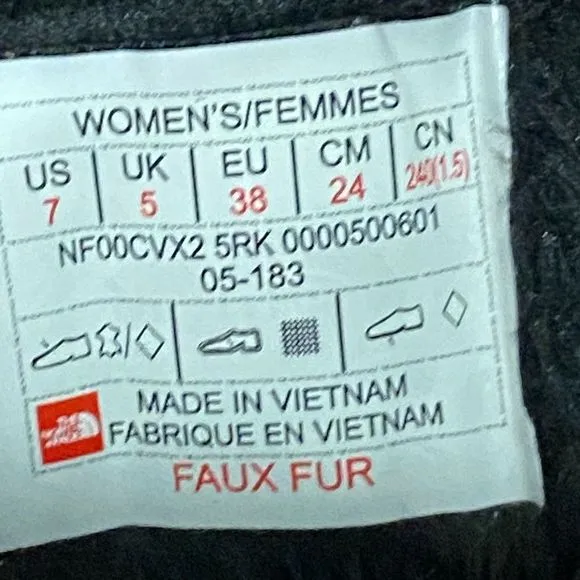 WOMEN'S/FEMMES
US UK EU CM CN
7 5 38 24 240(1.5)
NF00CVX2 5RK 0000500601
05-183
MADE IN VIETNAM
FABRIQUE EN VIETNAM
FAUX FUR